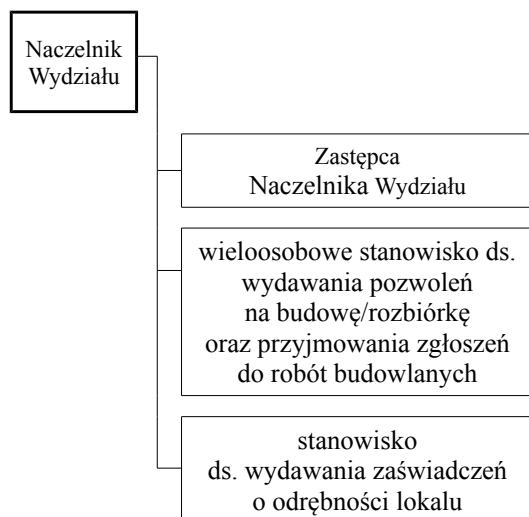 Naczelnik
Wydziału
Zastępca
Naczelnika Wydziału
wieloosobowe stanowisko ds.
wydawania pozwoleń
na budowę/rozbiórkę
oraz przyjmowania zgłoszeń
do robót budowlanych
stanowisko
ds. wydawania zaświadczeń
o odrębności lokalu